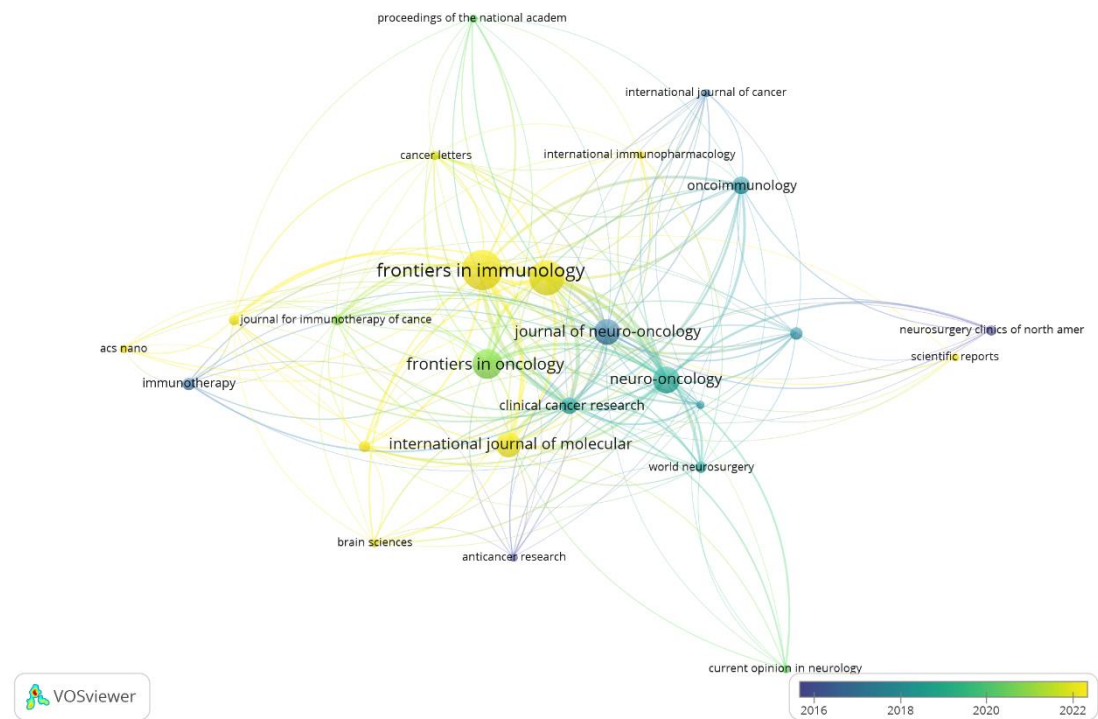 proceedings of the national academ
international journal of cancer
cancer letters
international immunopharmacology
oncoimmunology
frontiers in immunology
journal for immunotherapy of cance
journal of neuro-oncology
neurosurgery clinics of north amer
acs nano
scientific reports
frontiers in oncology
immunotherapy
neuro-oncology
clinical cancer research
international journal of molecular
world neurosurgery
brain sciences
anticancer research
current opinion in neurology
VOSviewer
2016 2018 2020 2022